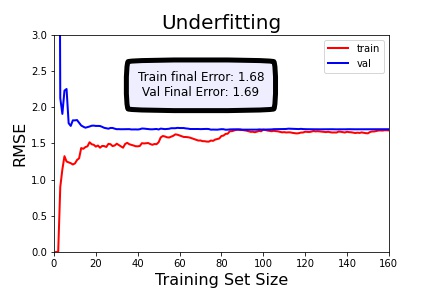 Underfitting
3.0
2.5
2.0
1.5
1.0
0.5
0.0
RMSE
Train final Error: 1.68
Val Final Error: 1.69
train
val
0 20 40 60 80 100 120 140 160
Training Set Size